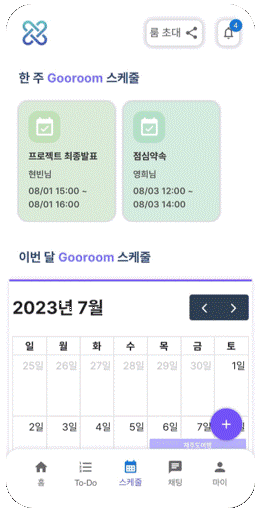 룸 초대
4
한 주 Gooroom 스케줄
프로젝트 최종발표
현빈님
08/01 15:00 ~
08/01 16:00
점심약속
영희님
08/03 12:00 ~
08/03 14:00
이번 달 Gooroom 스케줄
2023년 7월
일 월 화 수 목 금 토
25일 26일 27일 28일 29일 30일 1일
2일 3일 4일 5일 6일
제주도여행
+
홈 To-Do 스케줄 채팅 마이